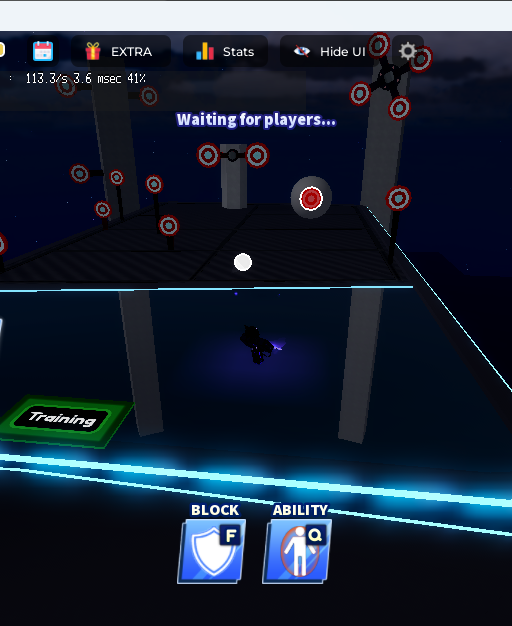 EXTRA
Stats
Hide UI
: 113.3/s 3.6 msec 41%
Waiting for players...
Training
BLOCK
ABILITY
F
Q